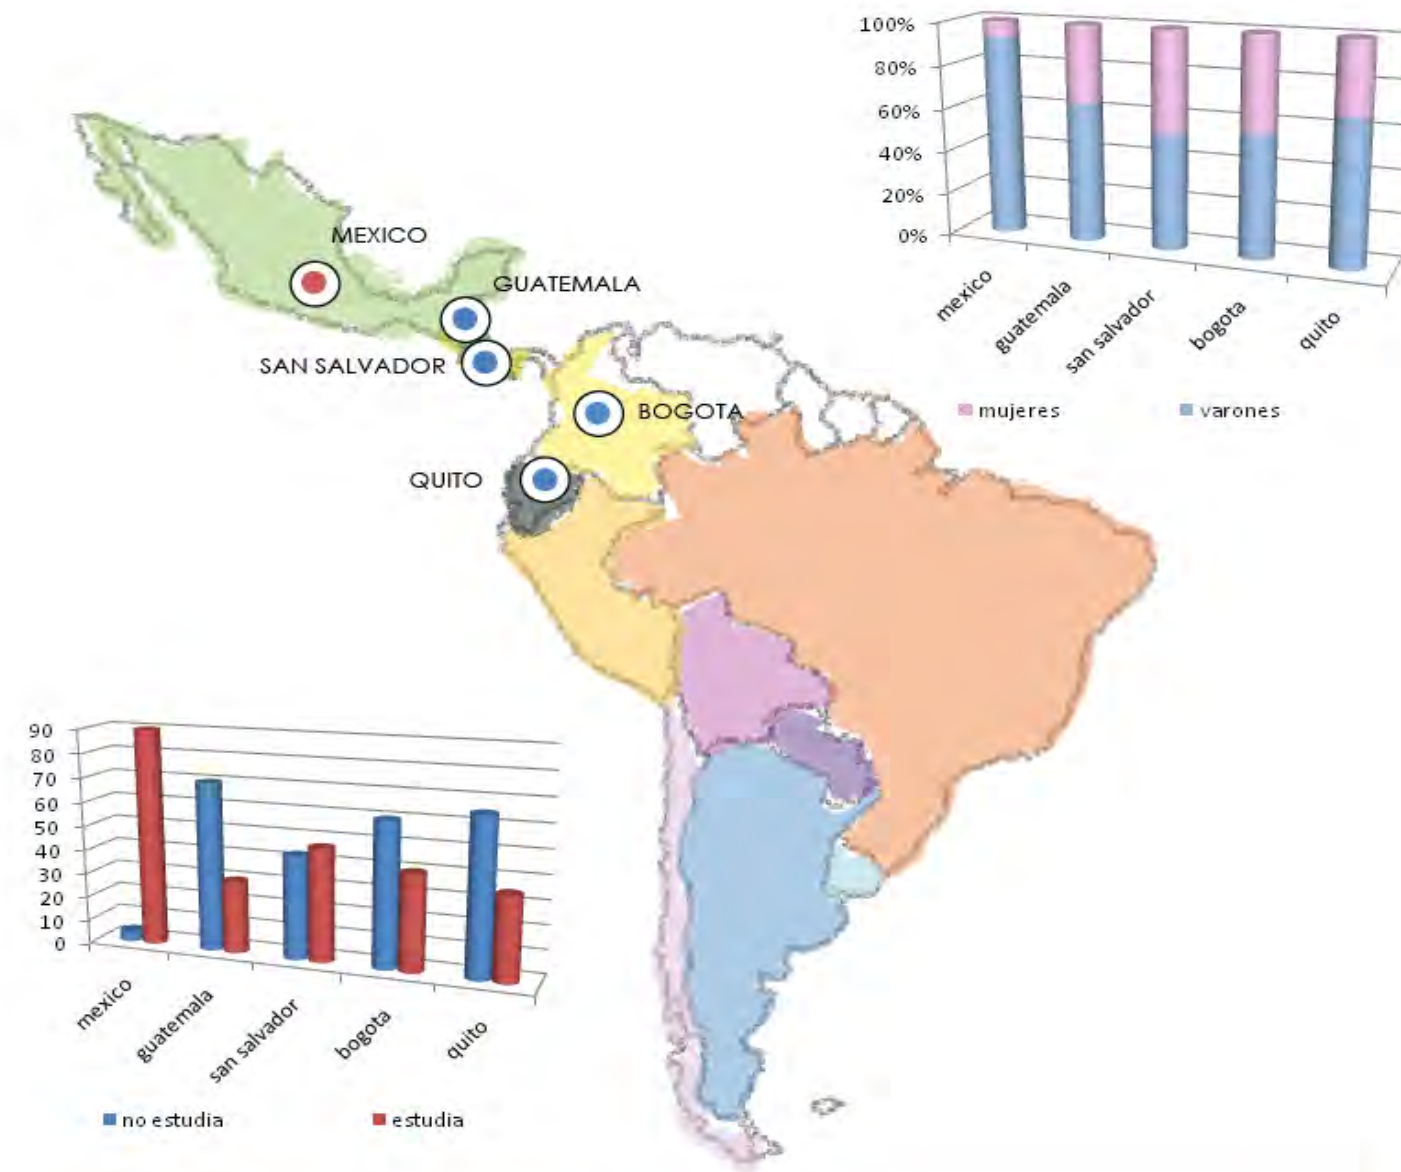 100%
80%
60%
40%
20%
0%
mexico
guatemala
san salvador
bogota
quito
mujeres varones
MEXICO
GUATEMALA
SAN SALVADOR
BOGOTA
QUITO
90
80
70
60
50
40
30
20
10
0
mexico
guatemala
san salvador
bogota
quito
no estudia estudia